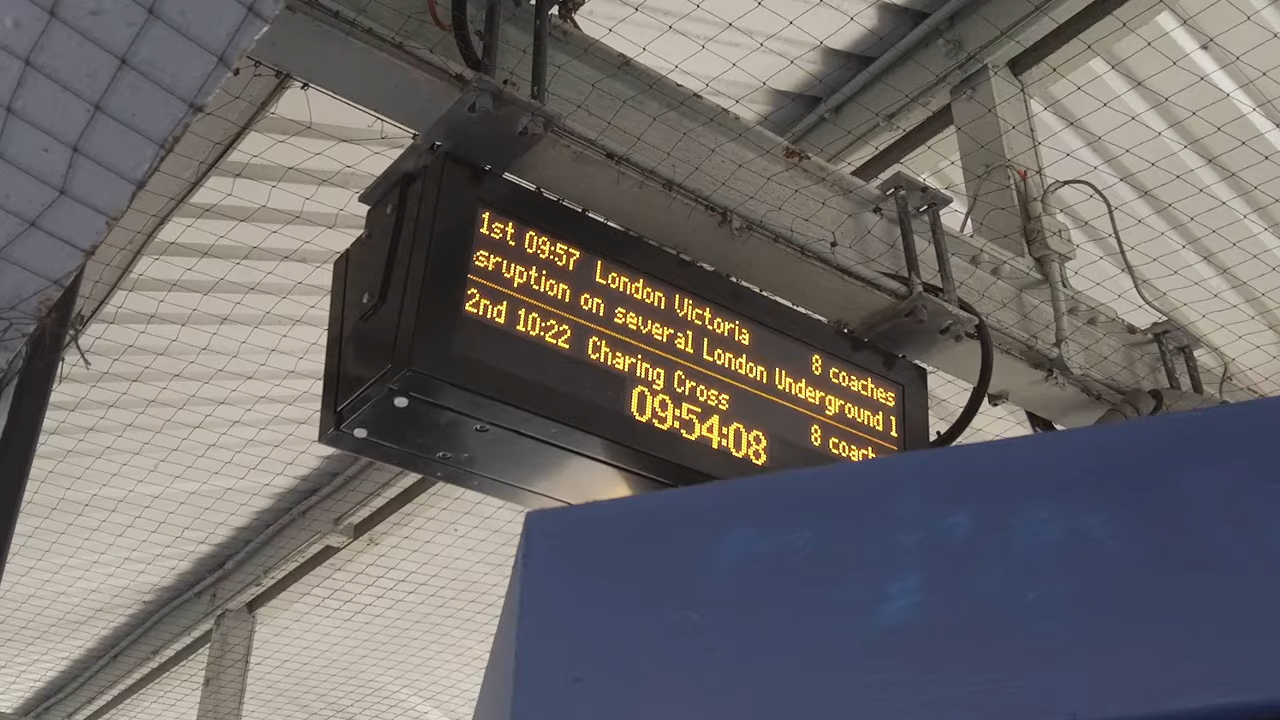 1st 09:57 London Victoria 8 coaches
sruption on several London Underground l
2nd 10:22 Charing Cross 8 coach
09:54:08